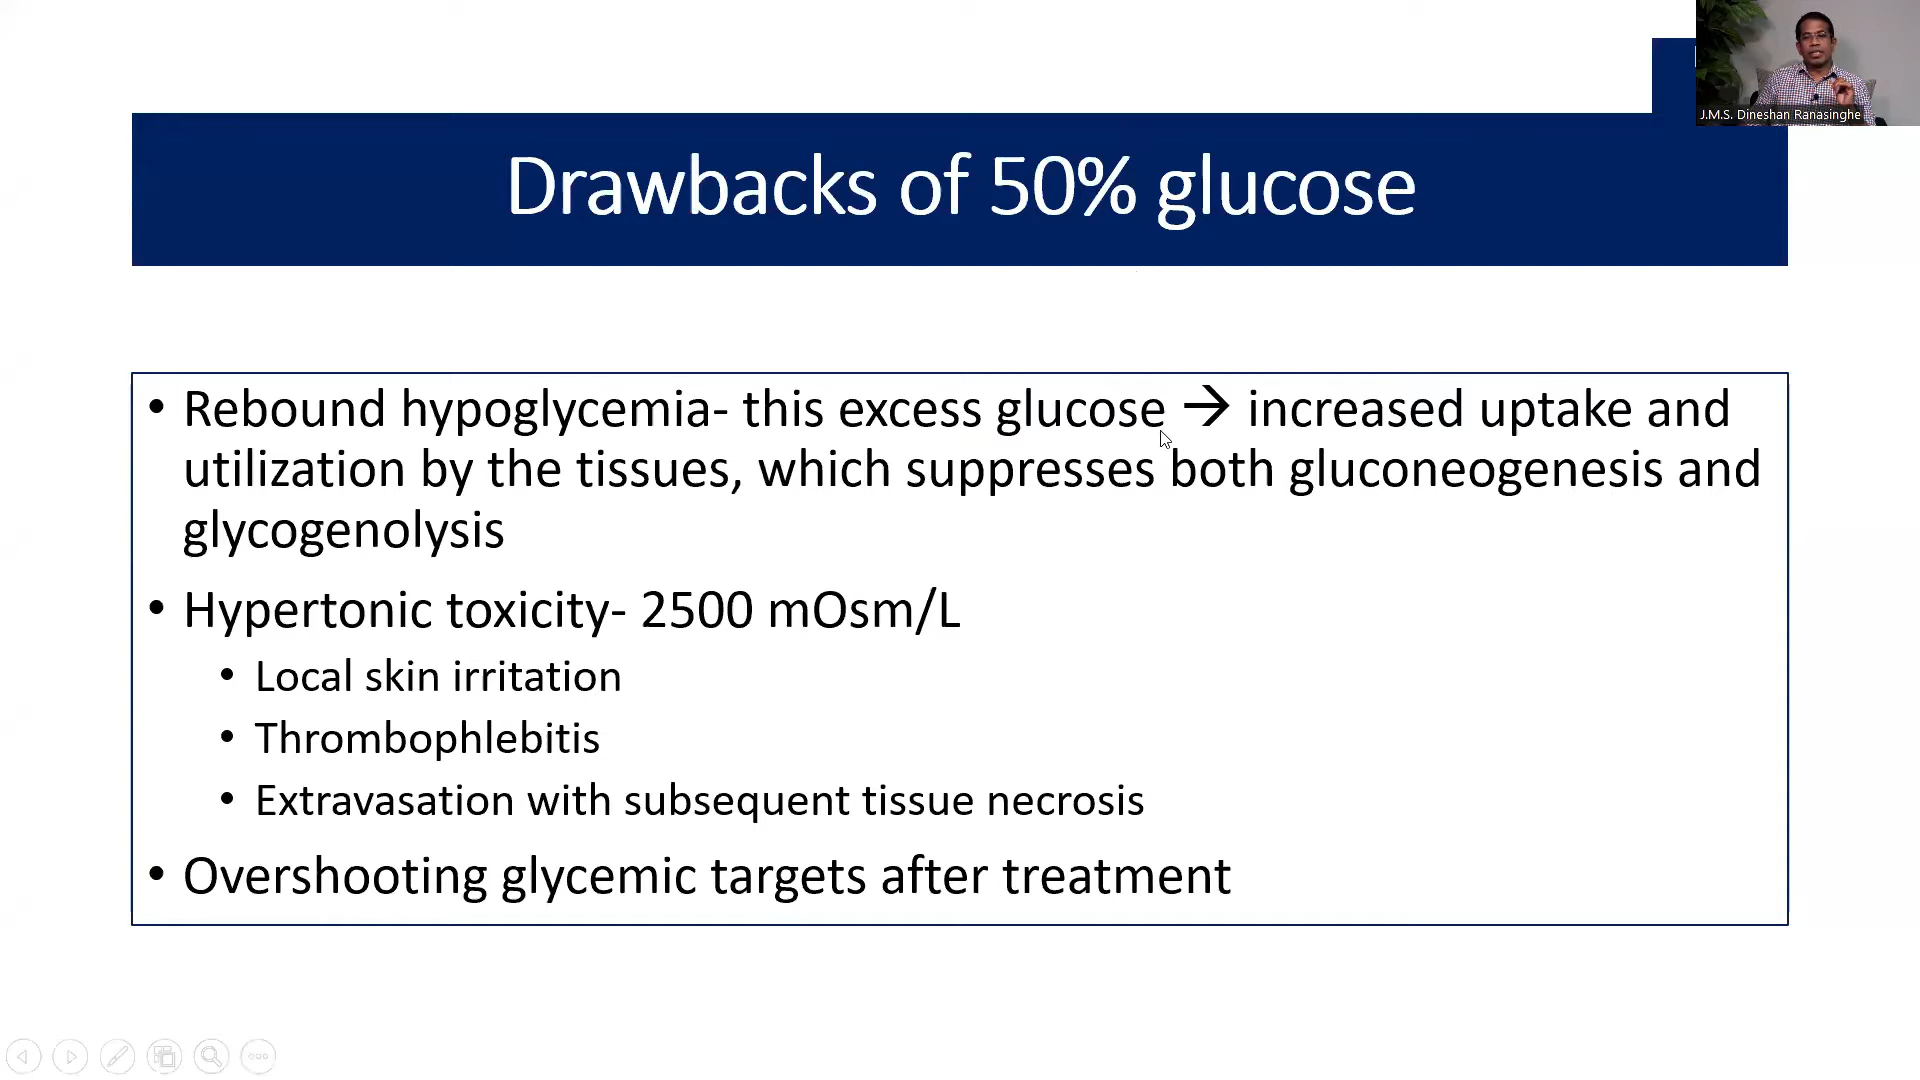 J.M.S. Dineshan Ranasinghe
Drawbacks of 50% glucose
• Rebound hypoglycemia- this excess glucose → increased uptake and
utilization by the tissues, which suppresses both gluconeogenesis and
glycogenolysis
• Hypertonic toxicity- 2500 mOsm/L
• Local skin irritation
• Thrombophlebitis
• Extravasation with subsequent tissue necrosis
• Overshooting glycemic targets after treatment